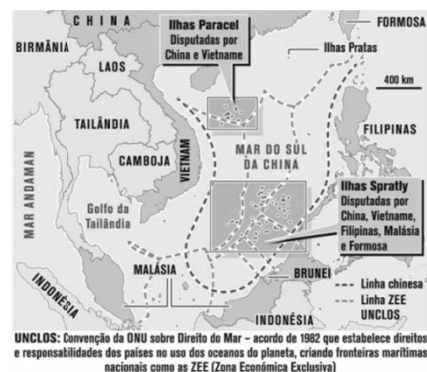 CHINA
FORMOSA
Ilhas Paracel
Disputadas por
China e Vietname
BIRMÂNIA
Ilhas Pratas
LAOS
400 km
TAILÂNDIA
VIETNAM
FILIPINAS
MAR DO SUL
DA CHINA
CAMBOJA
MAR ANDAMAN
Ilhas Spratly
Disputadas por
China, Vietname,
Filipinas, Malásia
e Formosa
Golfo da
Tailândia
MALÁSIA
BRUNEI
INDONÉSIA
INDONÉSIA
Linha chinesa
Linha ZEE
UNCLOS
UNCLOS: Convenção da ONU sobre Direito do Mar – acordo de 1982 que estabelece direitos
e responsabilidades dos países no uso dos oceanos do planeta, criando fronteiras marítimas
nacionais como as ZEE (Zona Económica Exclusiva)